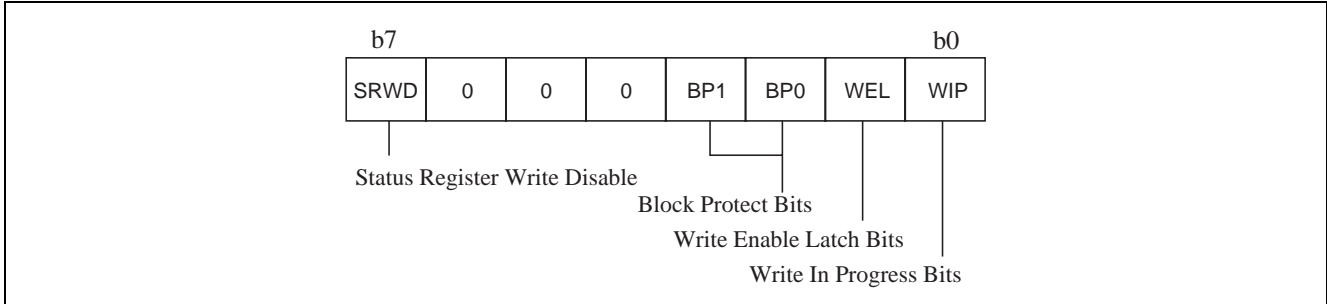 b7 b0
SRWD 0 0 0 BP1 BP0 WEL WIP
Status Register Write Disable
Block Protect Bits
Write Enable Latch Bits
Write In Progress Bits